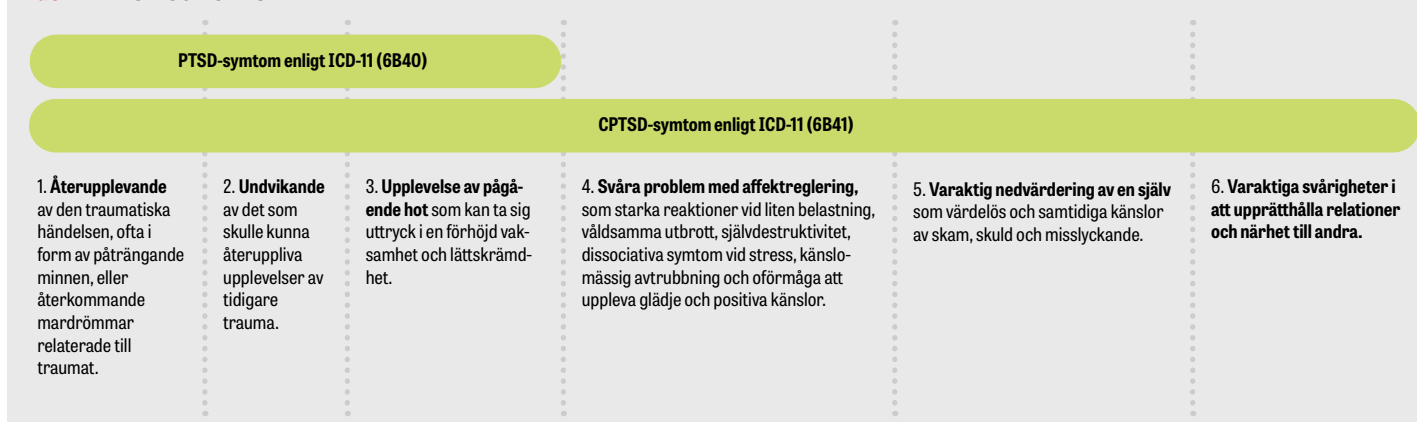 PTSD-symtom enligt ICD-11 (6B40)
CPTSD-symtom enligt ICD-11 (6B41)
1. Återupplevande
av den traumatiska
händelsen, ofta i
form av påträngande
minnen, eller
återkommande
mardrömmar
relaterade till
traumat.
2. Undvikande
av det som
skulle kunna
återuppliva
upplevelser av
tidigare
trauma.
3. Upplevelse av pågå-
ende hot som kan ta sig
uttryck i en förhöjd vak-
samhet och lättskrämd-
het.
4. Svåra problem med affektreglering,
som starka reaktioner vid liten belastning,
våldsamma utbrott, självdestruktivitet,
dissociativa symtom vid stress, känslo-
mässig avtrubbning och oförmåga att
uppleva glädje och positiva känslor.
5. Varaktig nedvärdering av en själv
som värdelös och samtidiga känslor
av skam, skuld och misslyckande.
6. Varaktiga svårigheter i
att upprätthålla relationer
och närhet till andra.